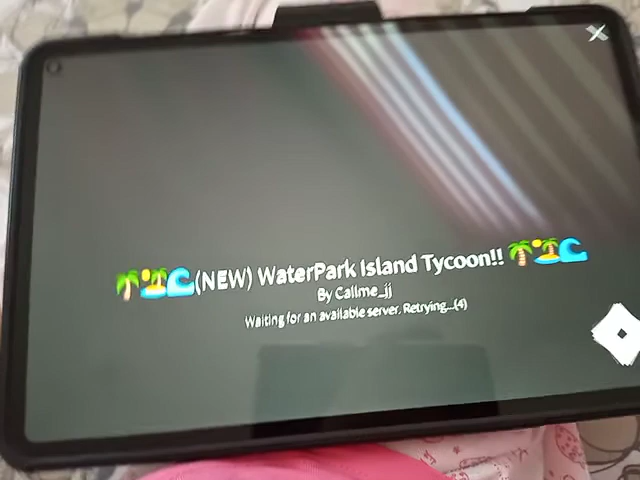 🌴🏝️🌊(NEW) WaterPark Island Tycoon!! 🌴🏝️🌊
By Callme_jj
Waiting for an available server. Retrying...(4)